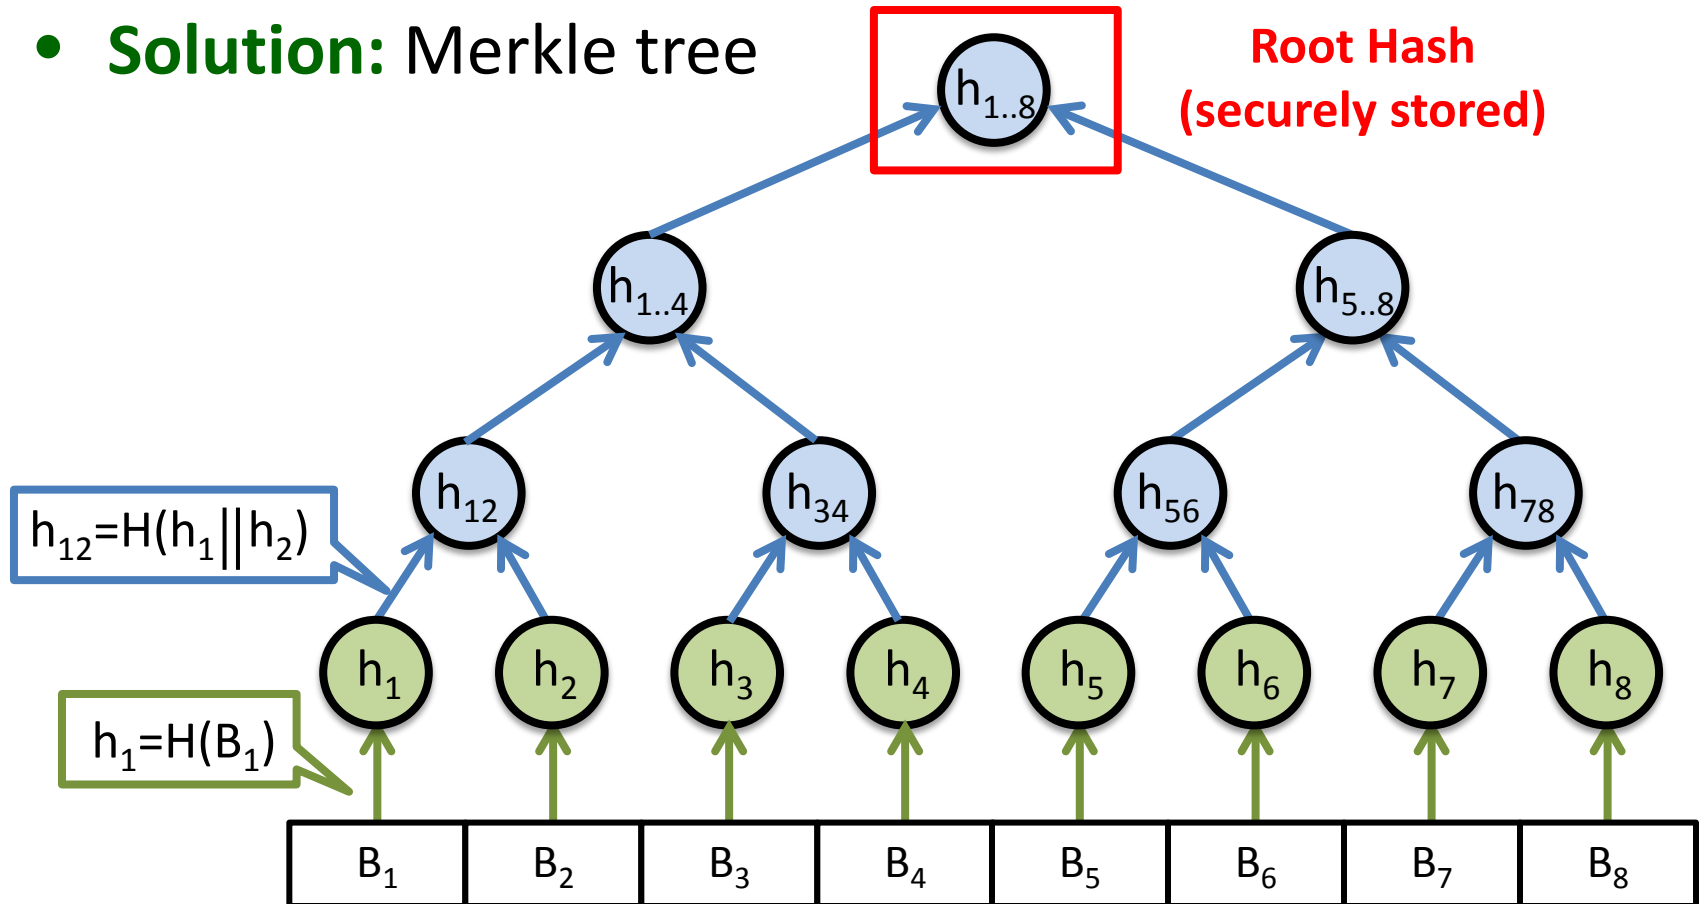 • Solution: Merkle tree
Root Hash
(securely stored)
h₁..₈
h₁..₄
h₅..₈
h₁₂
h₃₄
h₅₆
h₇₈
h₁₂=H(h₁||h₂)
h₁
h₂
h₃
h₄
h₅
h₆
h₇
h₈
h₁=H(B₁)
B₁
B₂
B₃
B₄
B₅
B₆
B₇
B₈